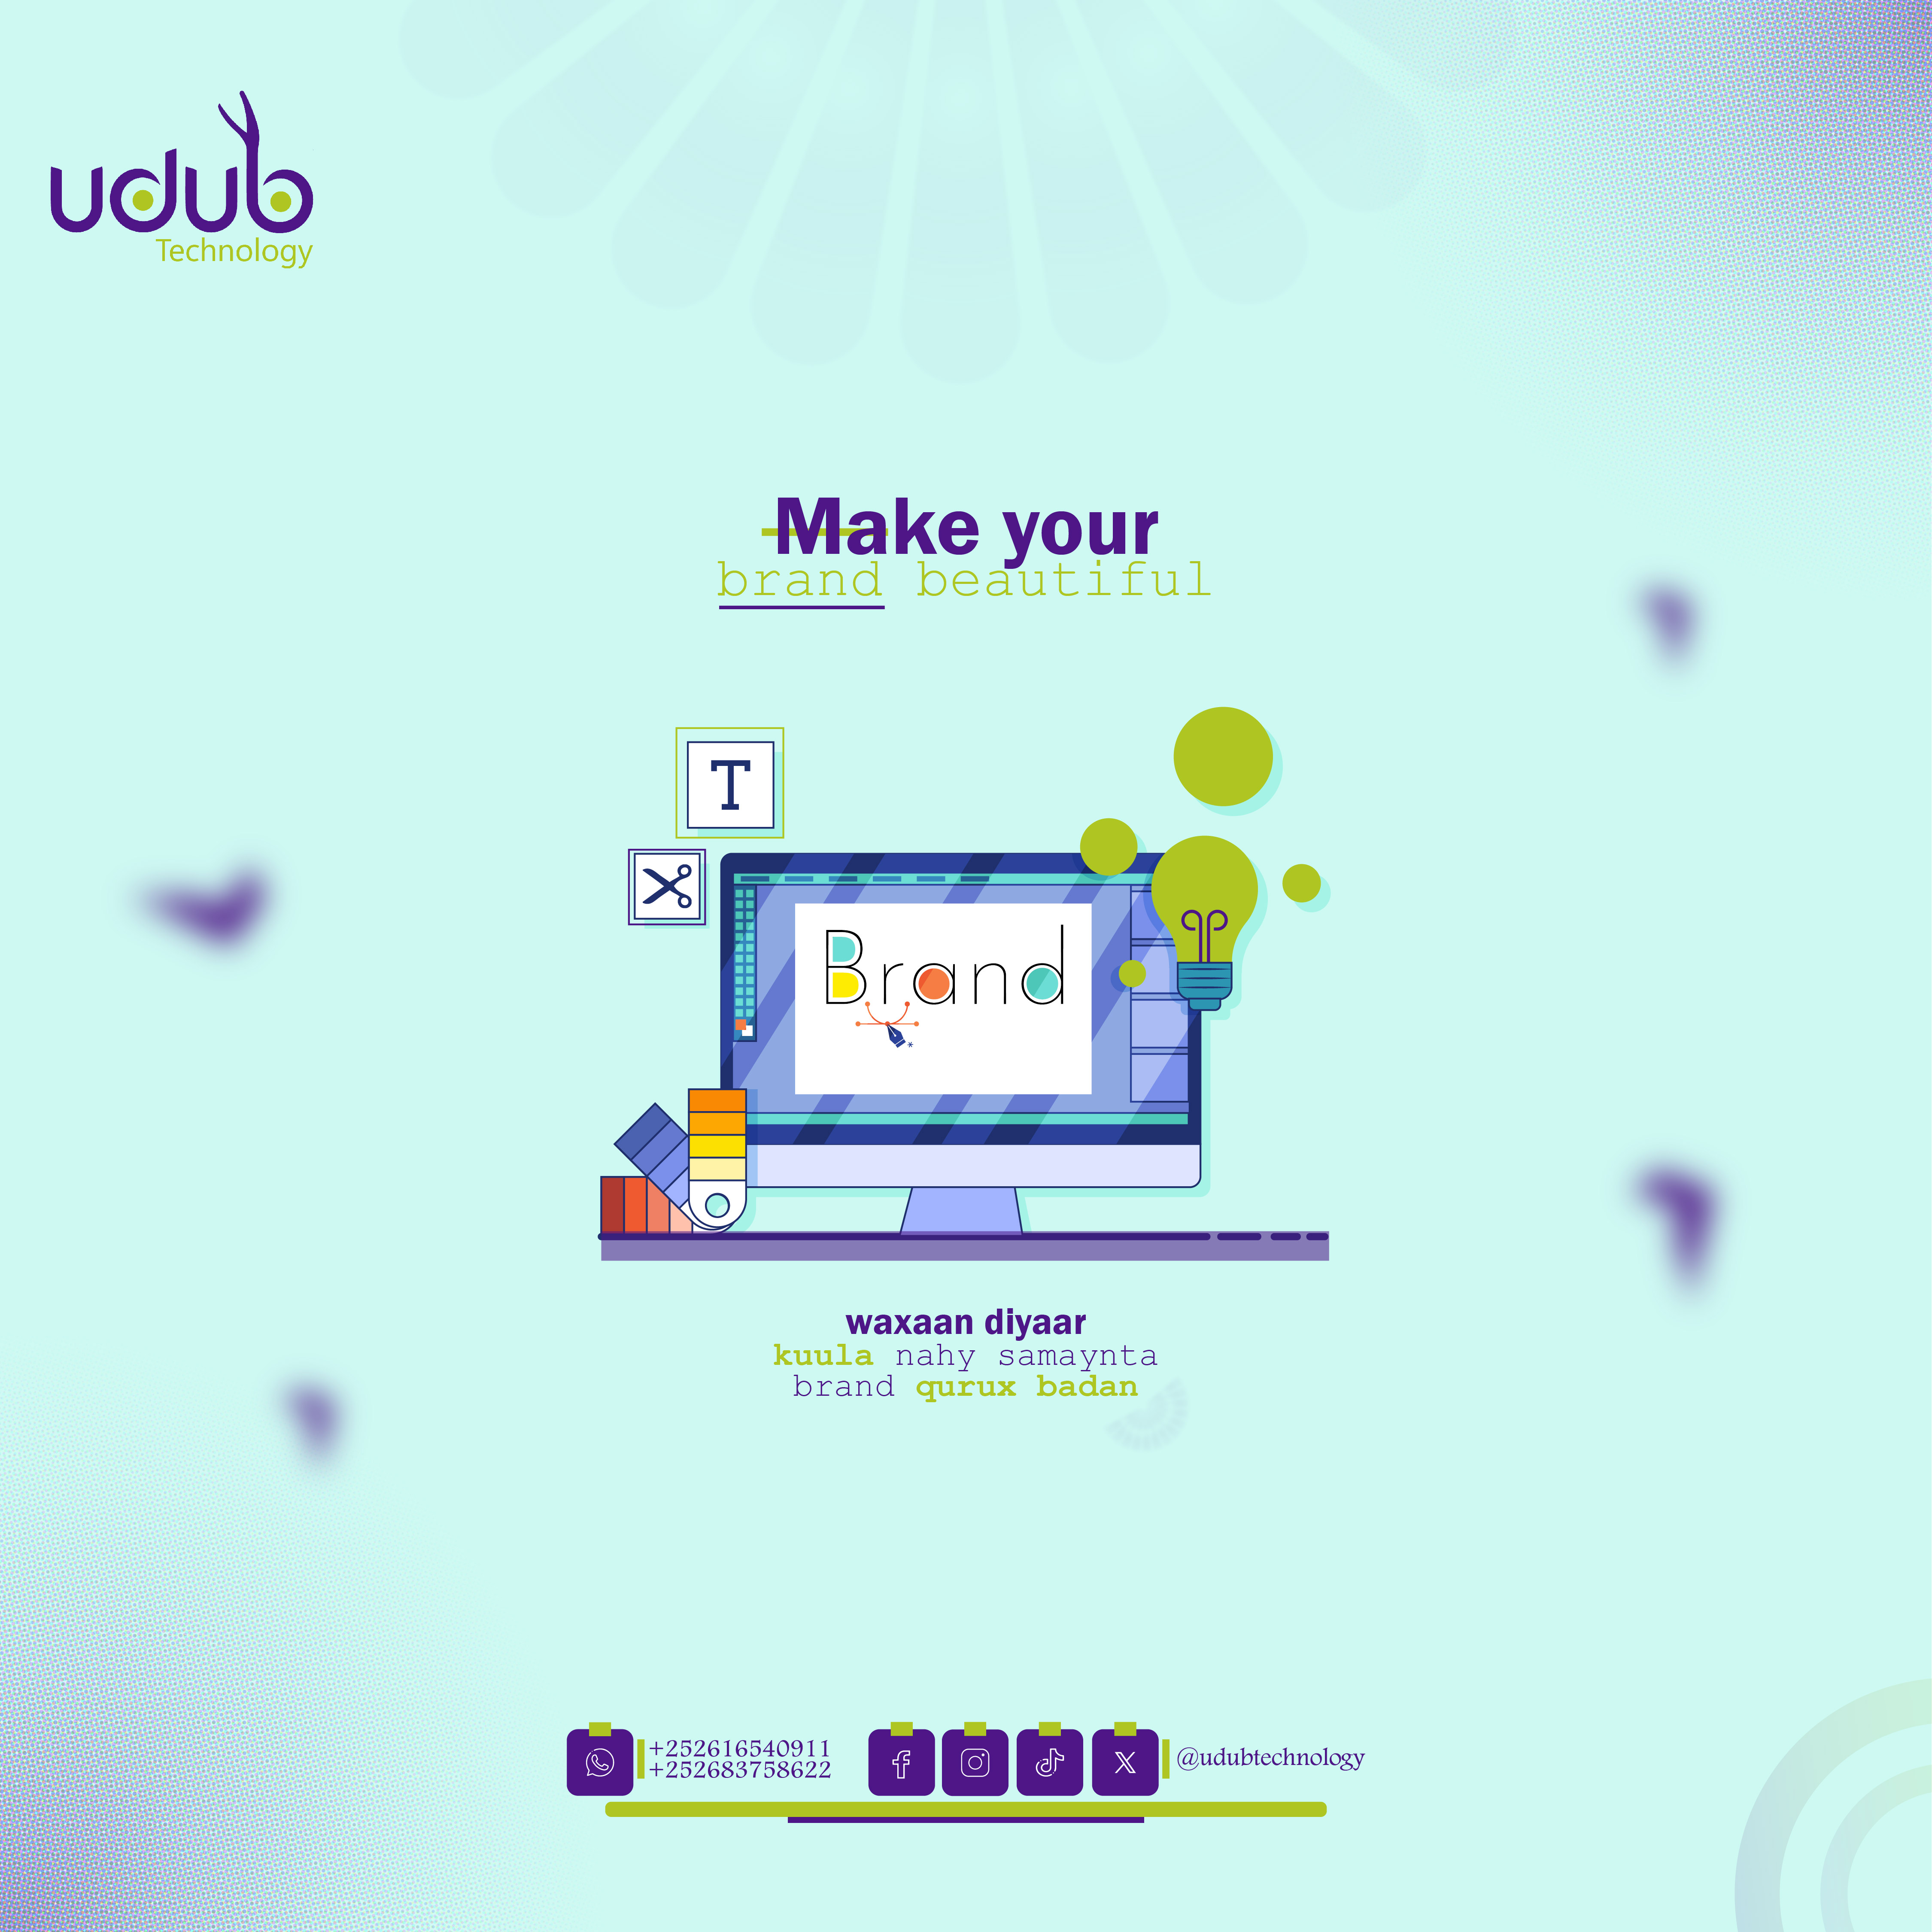 udub
Technology
Make your
brand beautiful
T
Brand
waxaan diyaar
kuula nahy samaynta
brand qurux badan
+252616540911
+252683758622
@udubtechnology